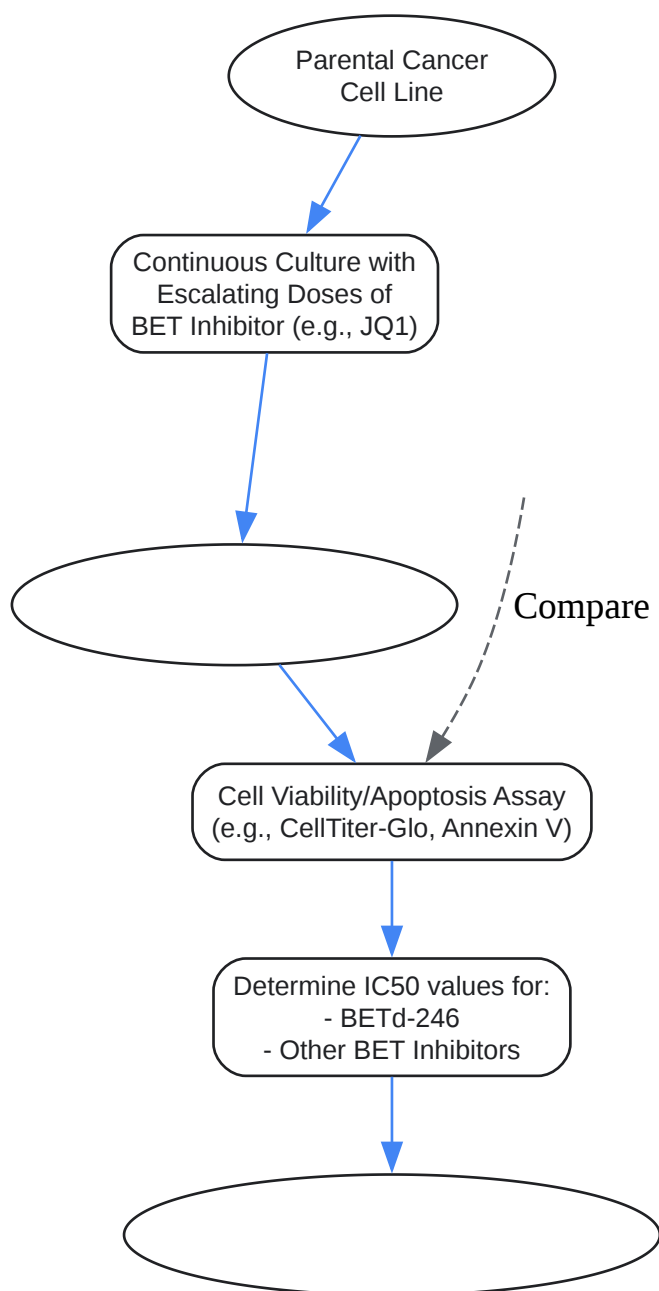 Parental Cancer
Cell Line
Continuous Culture with
Escalating Doses of
BET Inhibitor (e.g., JQ1)
Compare
Cell Viability/Apoptosis Assay
(e.g., CellTiter-Glo, Annexin V)
Determine IC50 values for:
- BETd-246
- Other BET Inhibitors